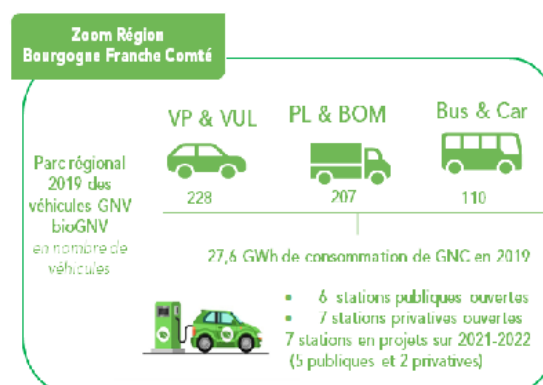 Zoom Région
Bourgogne Franche Comté
VP & VUL
PL & BOM
Bus & Car
Parc régional
2019 des
véhicules GNV
bioGNV
en nombre de
véhicules
228
207
110
27,6 GWh de consommation de GNC en 2019
• 6 stations publiques ouvertes
• 7 stations privatives ouvertes
7 stations en projets sur 2021-2022
(5 publiques et 2 privatives)